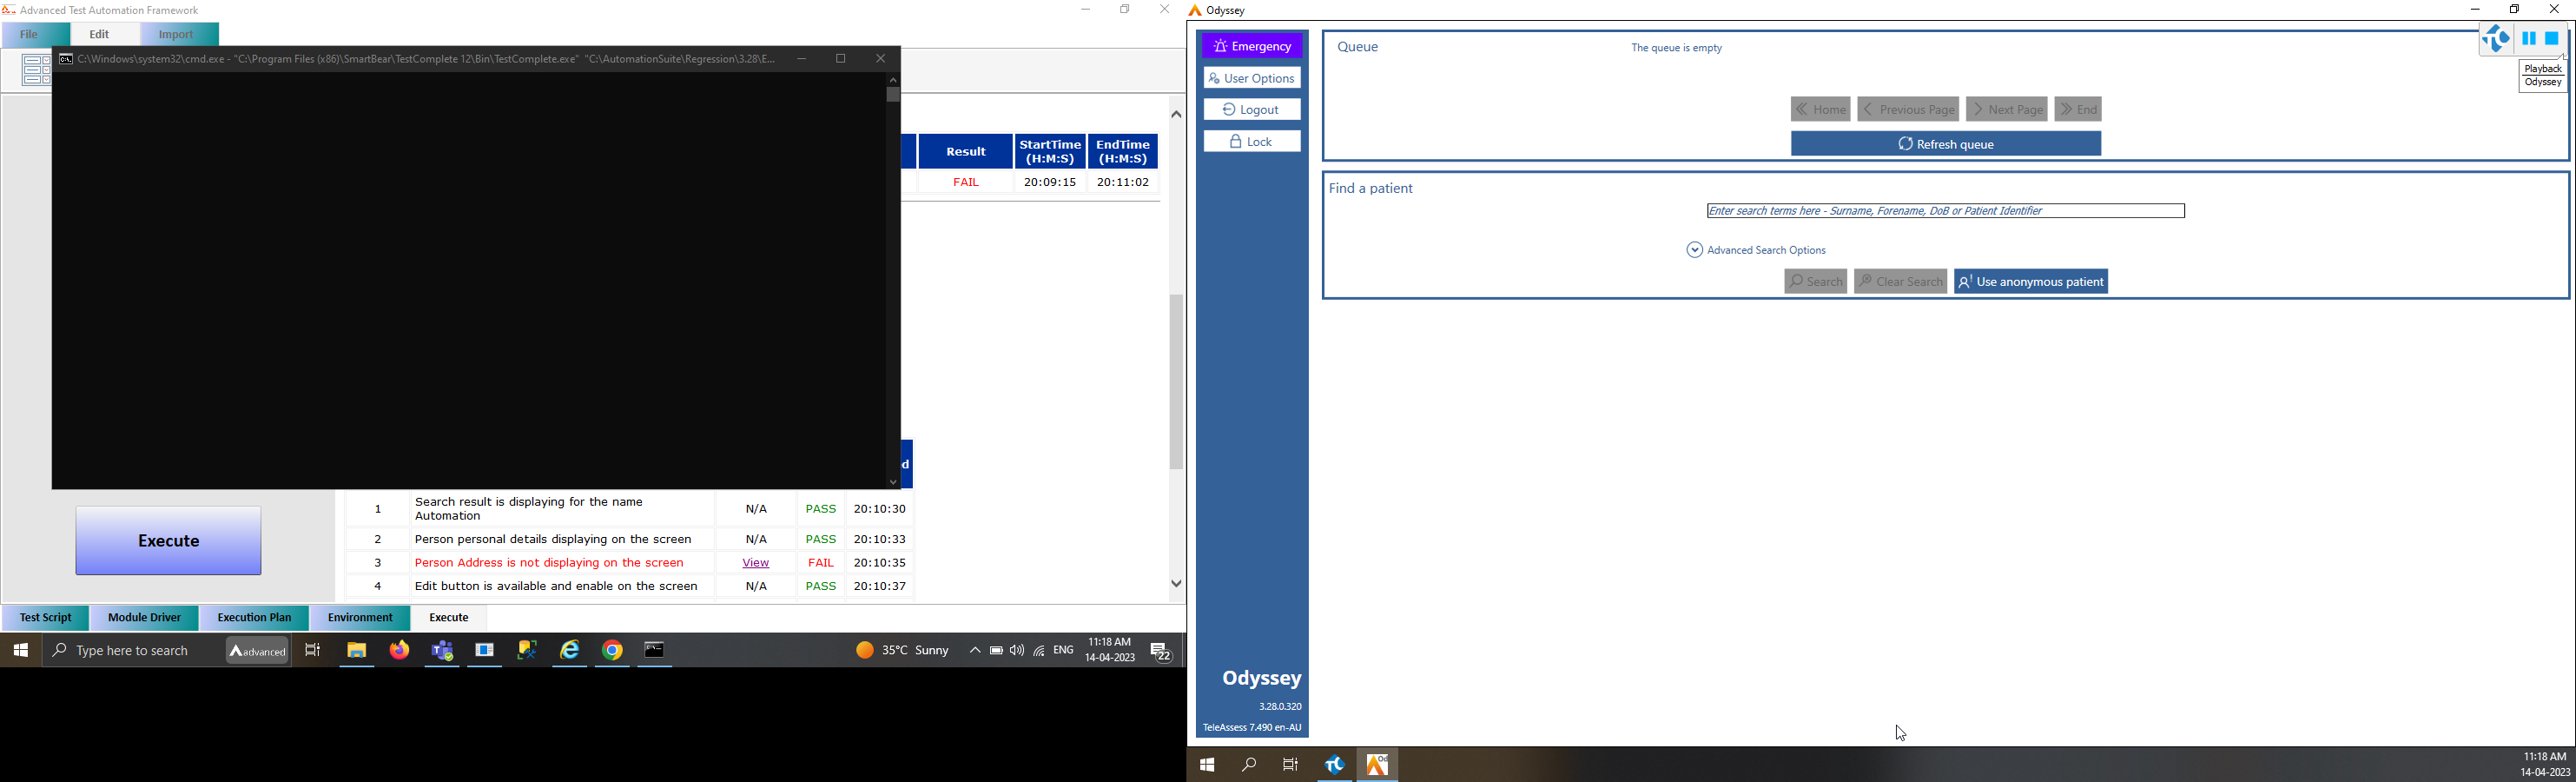 Advanced Test Automation Framework
File
Edit
Import
C:\Windows\system32\cmd.exe - "C:\Program Files (x86)\SmartBear\TestComplete 12\Bin\TestComplete.exe" "C:\AutomationSuite\Regression\3.28\E...
Result
StartTime (H:M:S)
EndTime (H:M:S)
FAIL
20:09:15
20:11:02
d
1
Search result is displaying for the name
Automation
N/A
PASS
20:10:30
2
Person personal details displaying on the screen
N/A
PASS
20:10:33
3
Person Address is not displaying on the screen
View
FAIL
20:10:35
4
Edit button is available and enable on the screen
N/A
PASS
20:10:37
Execute
Test Script
Module Driver
Execution Plan
Environment
Execute
Type here to search
advanced
35°C Sunny
ENG
11:18 AM
14-04-2023
22
Odyssey
Emergency
User Options
Logout
Lock
Queue
The queue is empty
Home
Previous Page
Next Page
End
Refresh queue
Playback
Odyssey
Find a patient
Enter search terms here - Surname, Forename, DoB or Patient Identifier
Advanced Search Options
Search
Clear Search
Use anonymous patient
Odyssey
3.28.0.320
TeleAssess 7.490 en-AU
Od
11:18 AM
14-04-2023